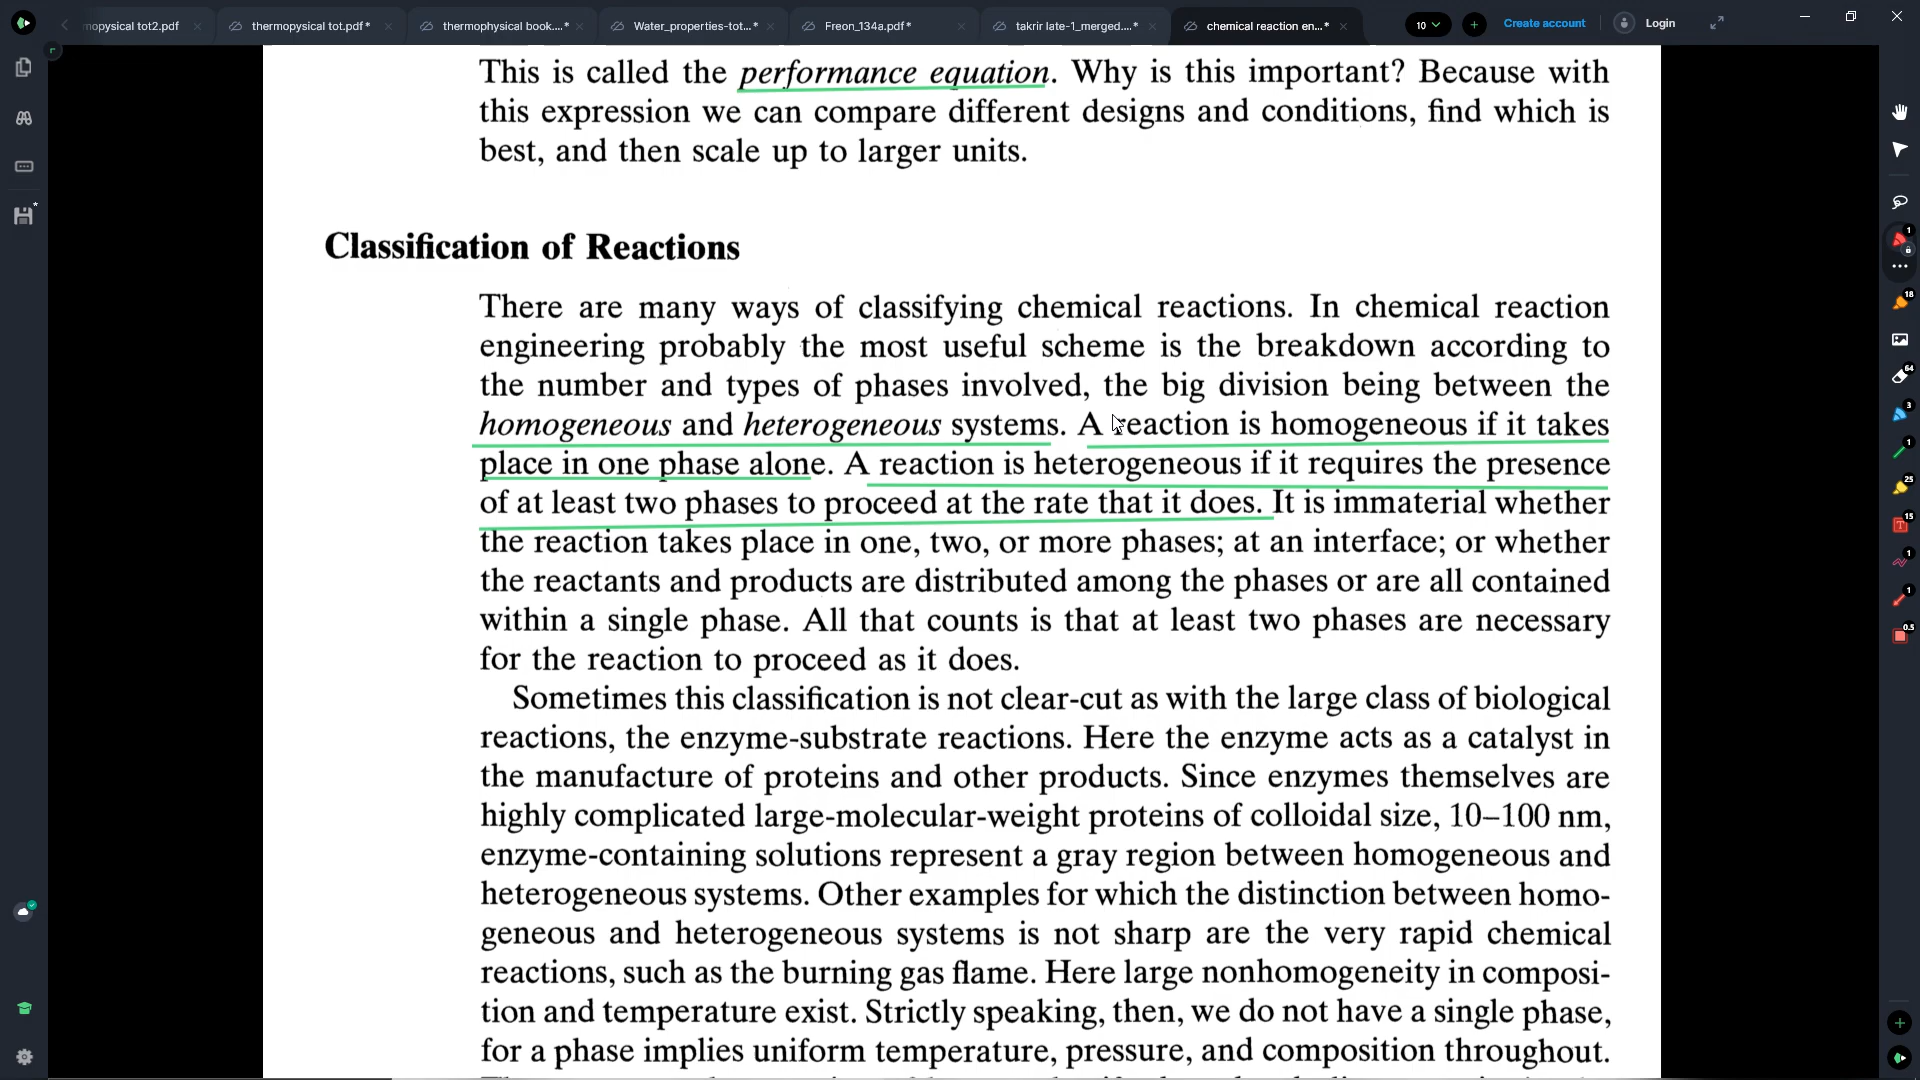 mopysical tot2.pdf
thermopysical tot.pdf*
thermophysical book....*
Water_properties-tot...*
Freon_134a.pdf*
takrir late-1_merged....*
chemical reaction en...*
10
Create account
Login
This is called the performance equation. Why is this important? Because with
this expression we can compare different designs and conditions, find which is
best, and then scale up to larger units.
Classification of Reactions
There are many ways of classifying chemical reactions. In chemical reaction
engineering probably the most useful scheme is the breakdown according to
the number and types of phases involved, the big division being between the
homogeneous and heterogeneous systems. A reaction is homogeneous if it takes
place in one phase alone. A reaction is heterogeneous if it requires the presence
of at least two phases to proceed at the rate that it does. It is immaterial whether
the reaction takes place in one, two, or more phases; at an interface; or whether
the reactants and products are distributed among the phases or are all contained
within a single phase. All that counts is that at least two phases are necessary
for the reaction to proceed as it does.
Sometimes this classification is not clear-cut as with the large class of biological
reactions, the enzyme-substrate reactions. Here the enzyme acts as a catalyst in
the manufacture of proteins and other products. Since enzymes themselves are
highly complicated large-molecular-weight proteins of colloidal size, 10–100 nm,
enzyme-containing solutions represent a gray region between homogeneous and
heterogeneous systems. Other examples for which the distinction between homo-
geneous and heterogeneous systems is not sharp are the very rapid chemical
reactions, such as the burning gas flame. Here large nonhomogeneity in composi-
tion and temperature exist. Strictly speaking, then, we do not have a single phase,
for a phase implies uniform temperature, pressure, and composition throughout.
1
18
64
3
1
25
15
1
1
0.5